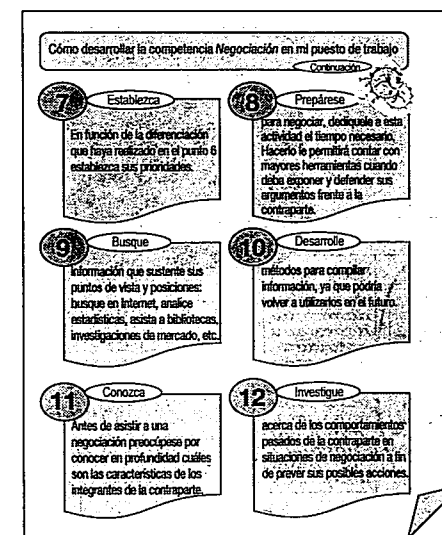 Cómo desarrollar la competencia Negociación en mi puesto de trabajo
Continuación
7
Establezca
En función de la diferenciación
que haya realizado en el punto 6
establezca sus prioridades.
8
Prepárese
para negociar, dedíquele a esta
actividad el tiempo necesario.
Hacerlo le permitirá contar con
mayores herramientas cuando
deba exponer y defender sus
argumentos frente a la
contraparte.
9
Busque
información que sustente sus
puntos de vista y posiciones:
busque en Internet, analice
estadísticas, asista a bibliotecas,
investigaciones de mercado, etc.
10
Desarrolle
métodos para compilar
información, ya que podría
volver a utilizarlos en el futuro.
11
Conozca
Antes de asistir a una
negociación preocúpese por
conocer en profundidad cuáles
son las características de los
integrantes de la contraparte.
12
Investigue
acerca de los comportamientos
pasados de la contraparte en
situaciones de negociación a fin
de prever sus posibles acciones.